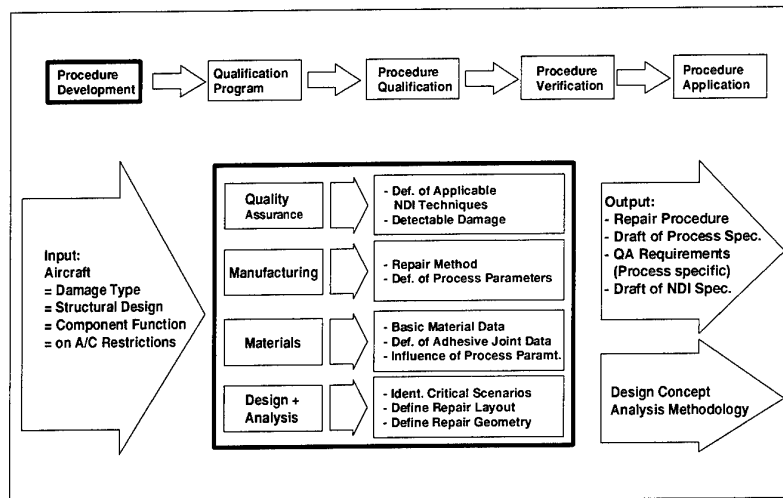 Procedure
Development
Qualification
Program
Procedure
Qualification
Procedure
Verification
Procedure
Application
Input:
Aircraft
= Damage Type
= Structural Design
= Component Function
= on A/C Restrictions
Quality
Assurance
- Def. of Applicable
NDI Techniques
- Detectable Damage
Manufacturing
- Repair Method
- Def. of Process Parameters
Materials
- Basic Material Data
- Def. of Adhesive Joint Data
- Influence of Process Paramt.
Design +
Analysis
- Ident. Critical Scenarios
- Define Repair Layout
- Define Repair Geometry
Output:
- Repair Procedure
- Draft of Process Spec.
- QA Requirements
(Process specific)
- Draft of NDI Spec.
Design Concept
Analysis Methodology